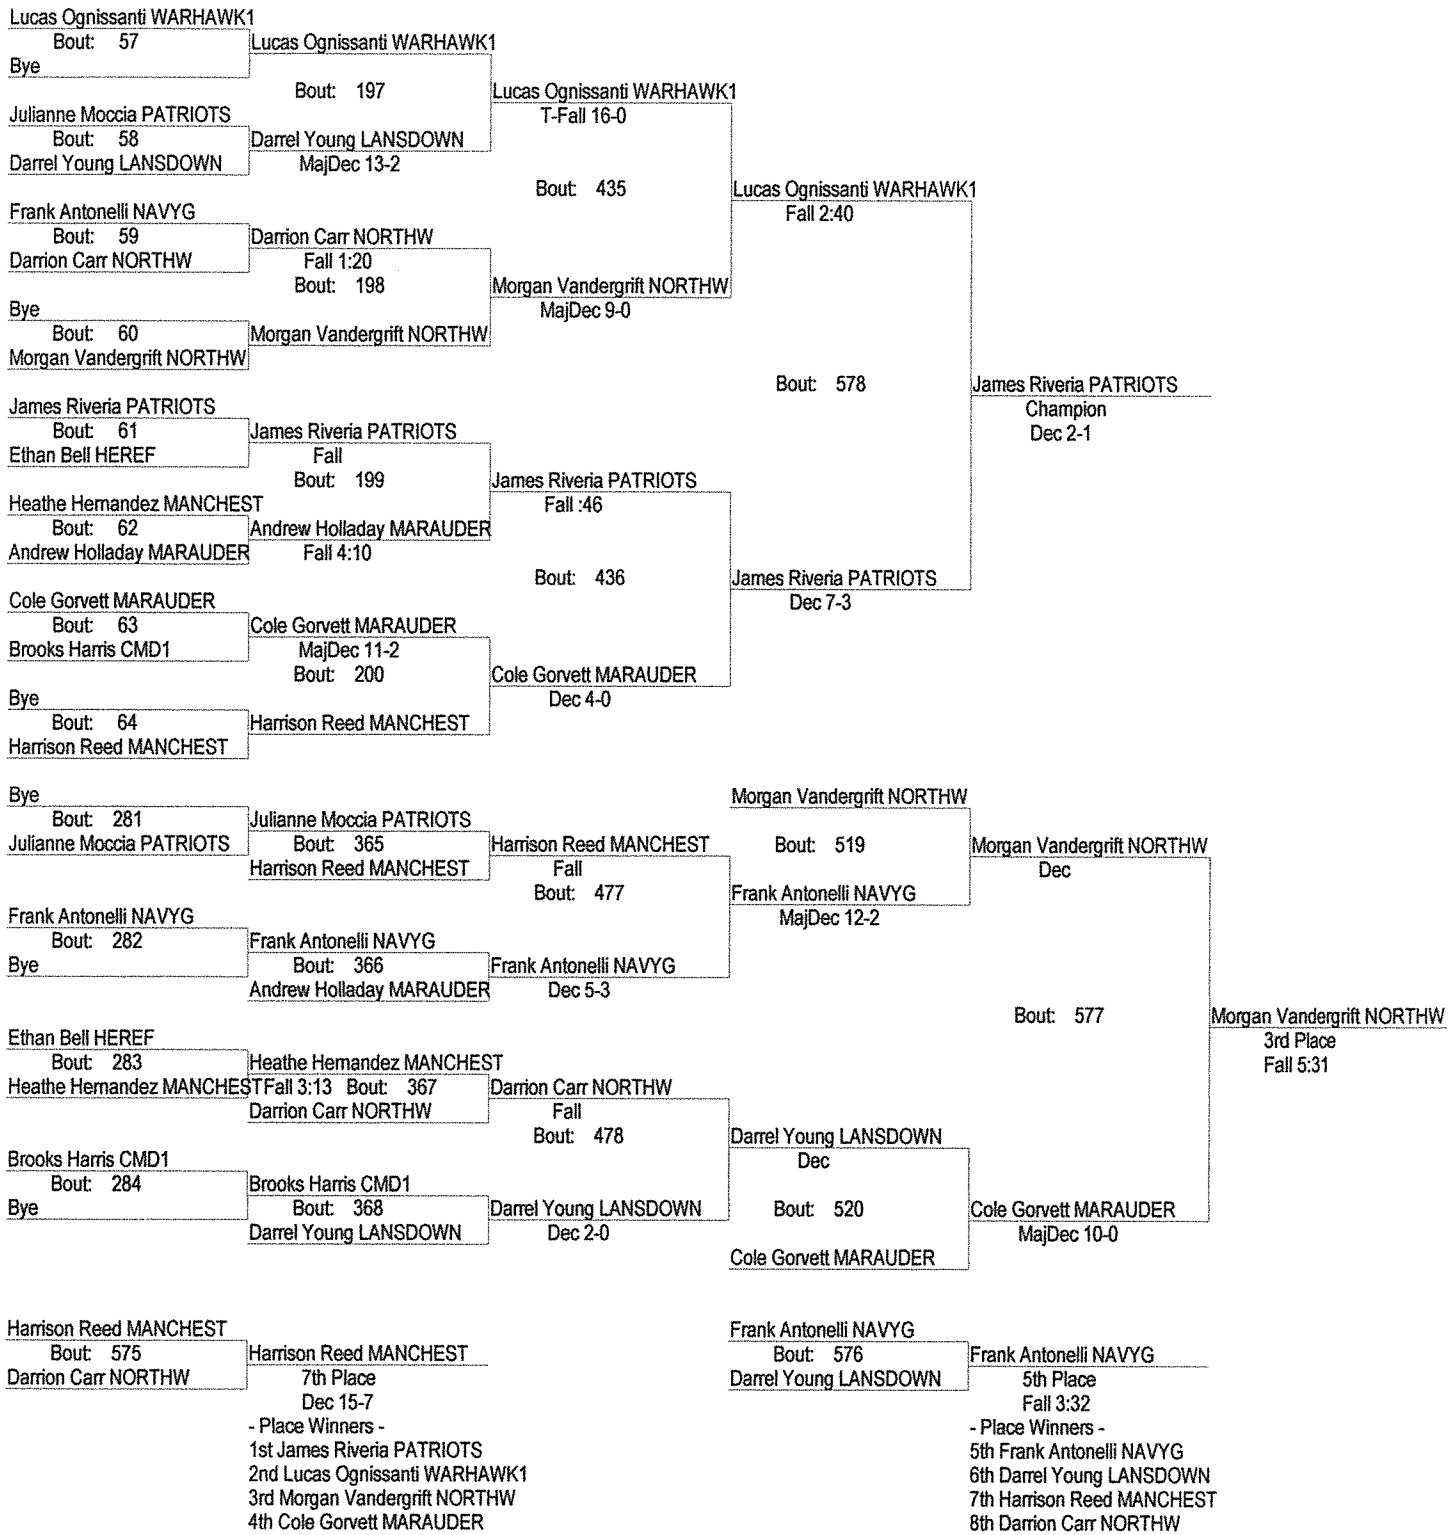 Lucas Ognissanti WARHAWK1
Bout: 57
Lucas Ognissanti WARHAWK1
Bye
Bout: 197
Lucas Ognissanti WARHAWK1
T-Fall 16-0
Julianne Moccia PATRIOTS
Bout: 58
Darrel Young LANSDOWN
Darrel Young LANSDOWN
MajDec 13-2
Bout: 435
Lucas Ognissanti WARHAWK1
Fall 2:40
Frank Antonelli NAVYG
Bout: 59
Darrion Carr NORTHW
Darrion Carr NORTHW
Fall 1:20
Bout: 198
Morgan Vandergrift NORTHW
MajDec 9-0
Bye
Bout: 60
Morgan Vandergrift NORTHW
Morgan Vandergrift NORTHW
Bout: 578
James Riveria PATRIOTS
Champion
Dec 2-1
James Riveria PATRIOTS
Bout: 61
James Riveria PATRIOTS
Ethan Bell HEREF
Fall
Bout: 199
James Riveria PATRIOTS
Fall :46
Heathe Hernandez MANCHEST
Bout: 62
Andrew Holladay MARAUDER
Andrew Holladay MARAUDER
Fall 4:10
Bout: 436
James Riveria PATRIOTS
Dec 7-3
Cole Gorvett MARAUDER
Bout: 63
Cole Gorvett MARAUDER
Brooks Harris CMD1
MajDec 11-2
Bout: 200
Cole Gorvett MARAUDER
Dec 4-0
Bye
Bout: 64
Harrison Reed MANCHEST
Harrison Reed MANCHEST
Bye
Bout: 281
Julianne Moccia PATRIOTS
Julianne Moccia PATRIOTS
Bout: 365
Harrison Reed MANCHEST
Harrison Reed MANCHEST
Fall
Bout: 477
Morgan Vandergrift NORTHW
Bout: 519
Morgan Vandergrift NORTHW
Dec
Frank Antonelli NAVYG
MajDec 12-2
Frank Antonelli NAVYG
Bout: 282
Frank Antonelli NAVYG
Bye
Bout: 366
Frank Antonelli NAVYG
Andrew Holladay MARAUDER
Dec 5-3
Bout: 577
Morgan Vandergrift NORTHW
3rd Place
Fall 5:31
Ethan Bell HEREF
Bout: 283
Heathe Hernandez MANCHEST
Heathe Hernandez MANCHEST
Fall 3:13 Bout: 367
Darrion Carr NORTHW
Darrion Carr NORTHW
Fall
Bout: 478
Darrel Young LANSDOWN
Dec
Brooks Harris CMD1
Bout: 284
Brooks Harris CMD1
Bye
Bout: 368
Darrel Young LANSDOWN
Darrel Young LANSDOWN
Dec 2-0
Bout: 520
Cole Gorvett MARAUDER
MajDec 10-0
Cole Gorvett MARAUDER
Harrison Reed MANCHEST
Bout: 575
Harrison Reed MANCHEST
Darrion Carr NORTHW
7th Place
Dec 15-7
- Place Winners -
1st James Riveria PATRIOTS
2nd Lucas Ognissanti WARHAWK1
3rd Morgan Vandergrift NORTHW
4th Cole Gorvett MARAUDER
Frank Antonelli NAVYG
Bout: 576
Frank Antonelli NAVYG
Darrel Young LANSDOWN
5th Place
Fall 3:32
- Place Winners -
5th Frank Antonelli NAVYG
6th Darrel Young LANSDOWN
7th Harrison Reed MANCHEST
8th Darrion Carr NORTHW